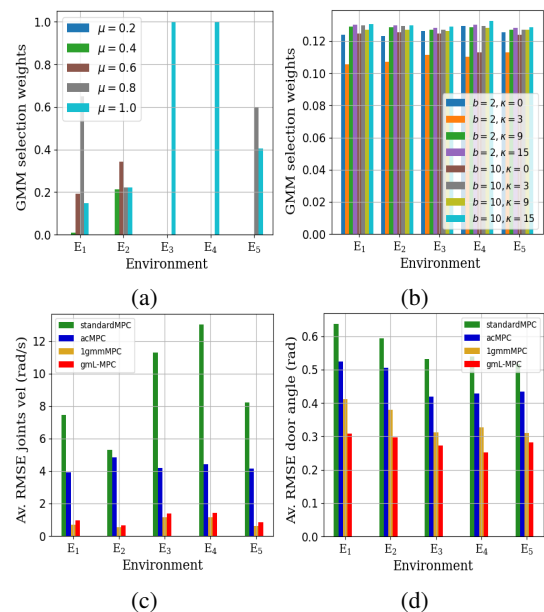 GMM selection weights
1.0
0.8
0.6
0.4
0.2
0.0
μ = 0.2
μ = 0.4
μ = 0.6
μ = 0.8
μ = 1.0
E1 E2 E3 E4 E5
Environment
(a)
GMM selection weights
0.12
0.10
0.08
0.06
0.04
0.02
0.00
b = 2, κ = 0
b = 2, κ = 3
b = 2, κ = 9
b = 2, κ = 15
b = 10, κ = 0
b = 10, κ = 3
b = 10, κ = 9
b = 10, κ = 15
E1 E2 E3 E4 E5
Environment
(b)
Av. RMSE joints vel (rad/s)
12
10
8
6
4
2
0
standardMPC
acMPC
1gmmMPC
gmL-MPC
E1 E2 E3 E4 E5
Environment
(c)
Av. RMSE door angle (rad)
0.6
0.5
0.4
0.3
0.2
0.1
0.0
standardMPC
acMPC
1gmmMPC
gmL-MPC
E1 E2 E3 E4 E5
Environment
(d)